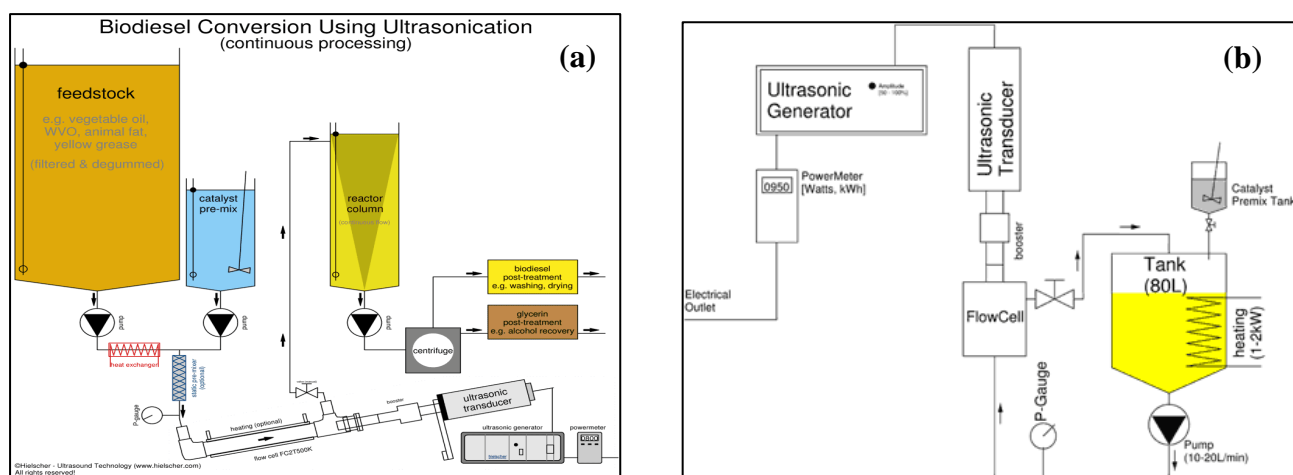 Biodiesel Conversion Using Ultrasonication
(continuous processing)
(a)
feedstock
e.g. vegetable oil,
WVO, animal fat,
yellow grease
(filtered & degummed)
catalyst
pre-mix
reactor
column
pump
pump
pump
heat exchanger
static pre-mixer
(optional)
P-gauge
heating (optional)
flow cell FC2T500K
booster
ultrasonic
transducer
biodiesel
post-treatment
e.g. washing, drying
glycerin
post-treatment
e.g. alcohol recovery
centrifuge
ultrasonic generator
powermeter
0800
hielscher
©Hielscher - Ultrasound Technology (www.hielscher.com)
All rights reserved!
(b)
Ultrasonic
Generator
Amplitude
[50 - 100%]
PowerMeter
[Watts, kWh]
0950
Electrical
Outlet
Ultrasonic
Transducer
booster
FlowCell
P-Gauge
Catalyst
Premix Tank
Tank
(80L)
heating
(1-2kW)
Pump
(10-20L/min)